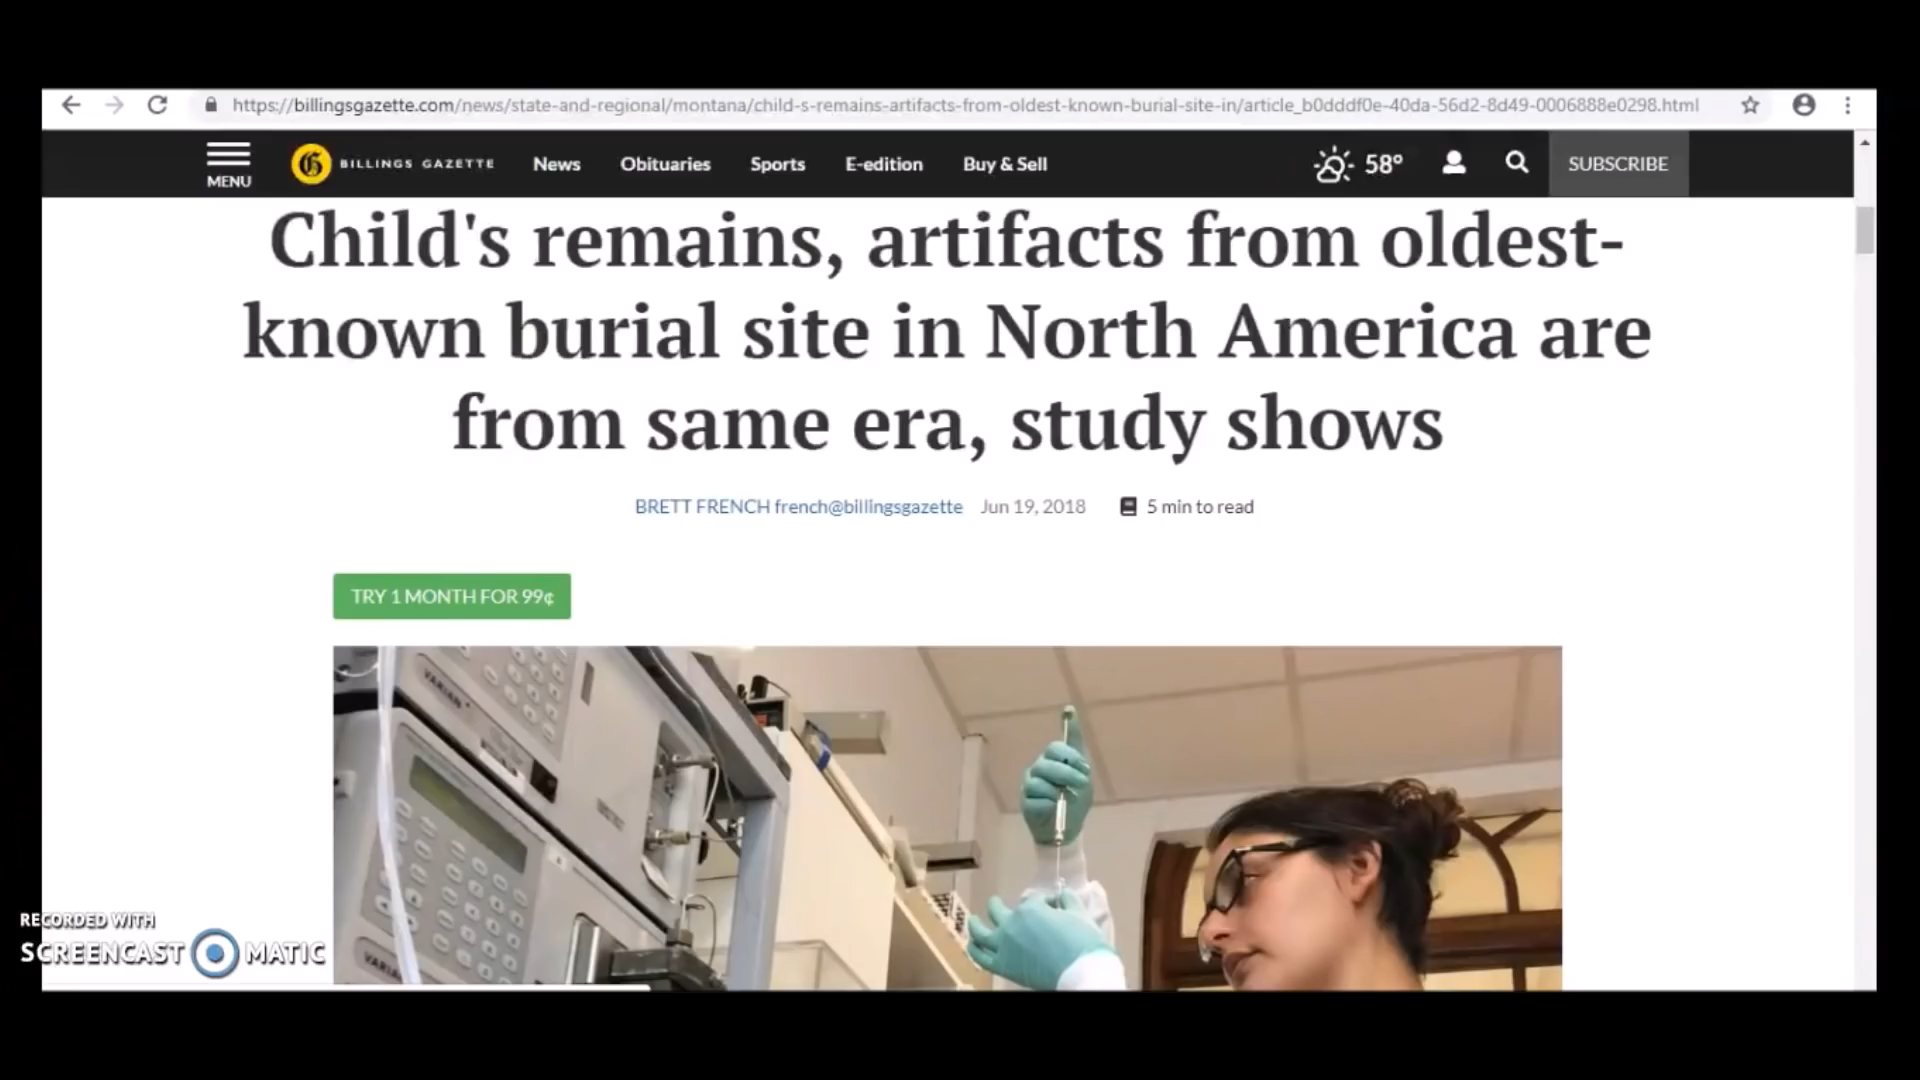 https://billingsgazette.com/news/state-and-regional/montana/child-s-remains-artifacts-from-oldest-known-burial-site-in/article_b0dddf0e-40da-56d2-8d49-0006888e0298.html
MENU
BILLINGS GAZETTE
News
Obituaries
Sports
E-edition
Buy & Sell
58°
SUBSCRIBE
Child's remains, artifacts from oldest-
known burial site in North America are
from same era, study shows
BRETT FRENCH french@billingsgazette Jun 19, 2018 5 min to read
TRY 1 MONTH FOR 99¢
VARIAN
RECORDED WITH
SCREENCAST MATIC